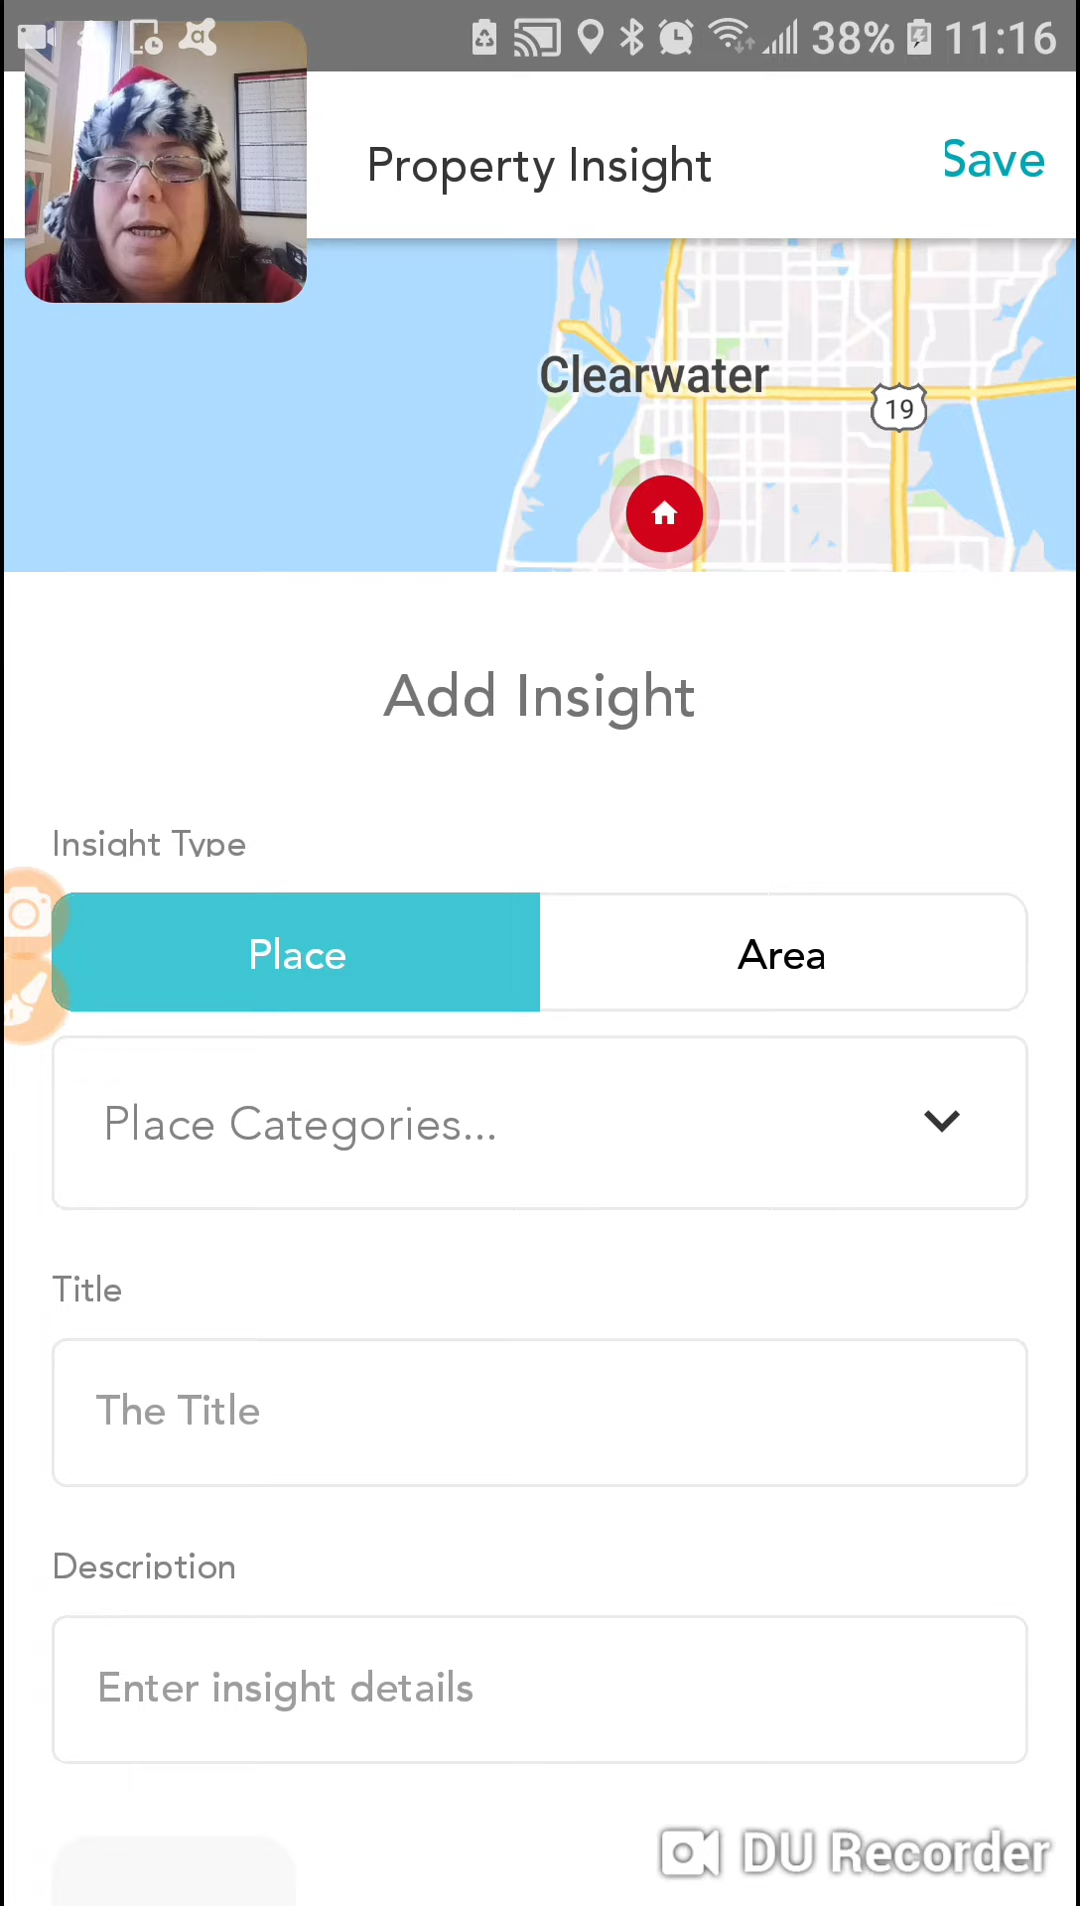 38% 11:16
Property Insight
Save
Clearwater
19
Add Insight
Insight Type
Place
Area
Place Categories...
Title
The Title
Description
Enter insight details
DU Recorder